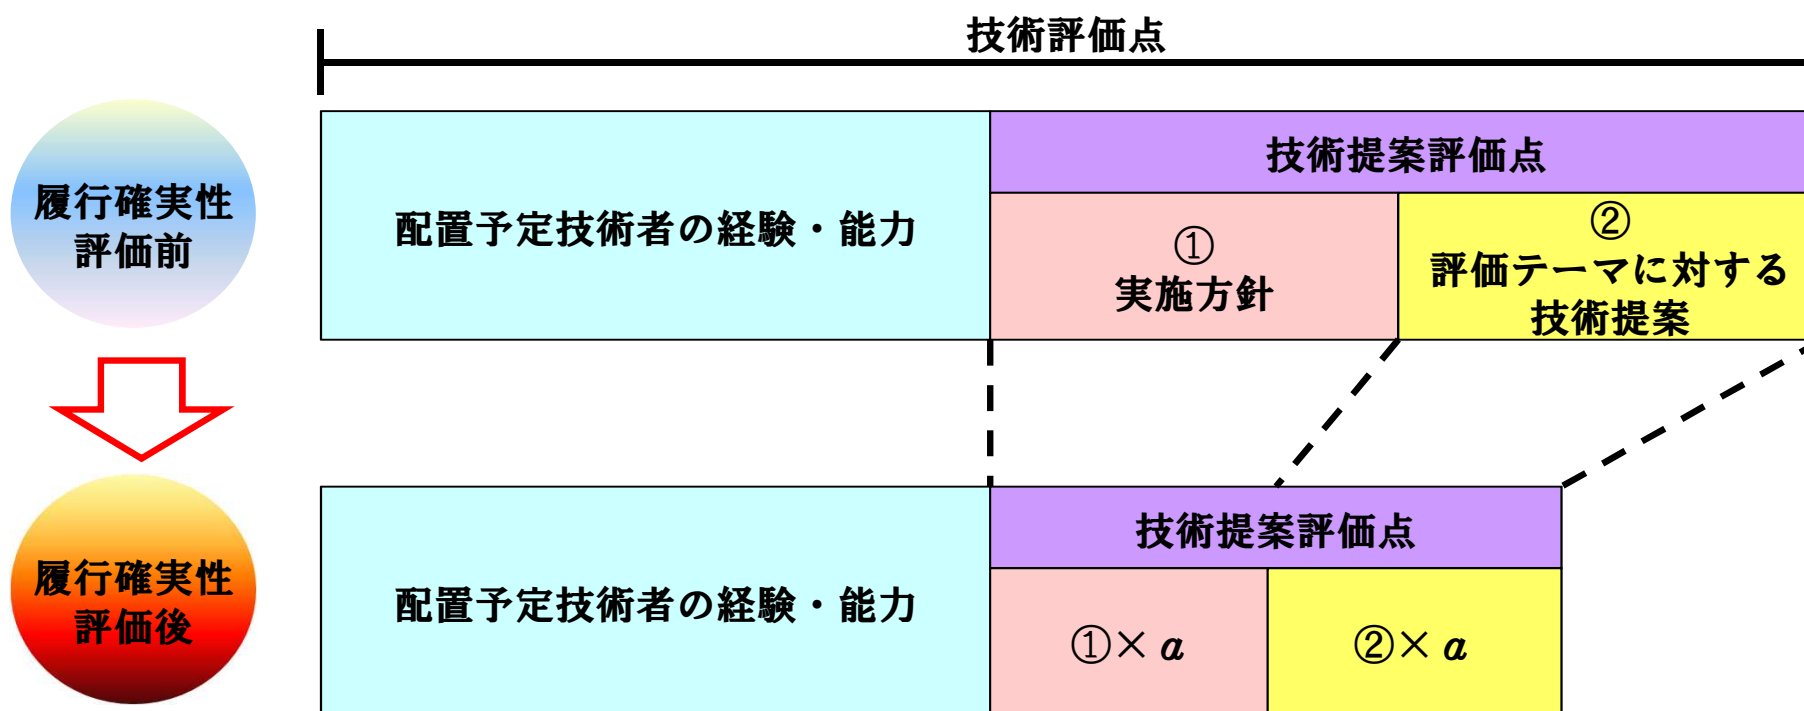 技術評価点
履行確実性
評価前
配置予定技術者の経験・能力
技術提案評価点
①
実施方針
②
評価テーマに対する
技術提案
履行確実性
評価後
配置予定技術者の経験・能力
技術提案評価点
①×a
②×a